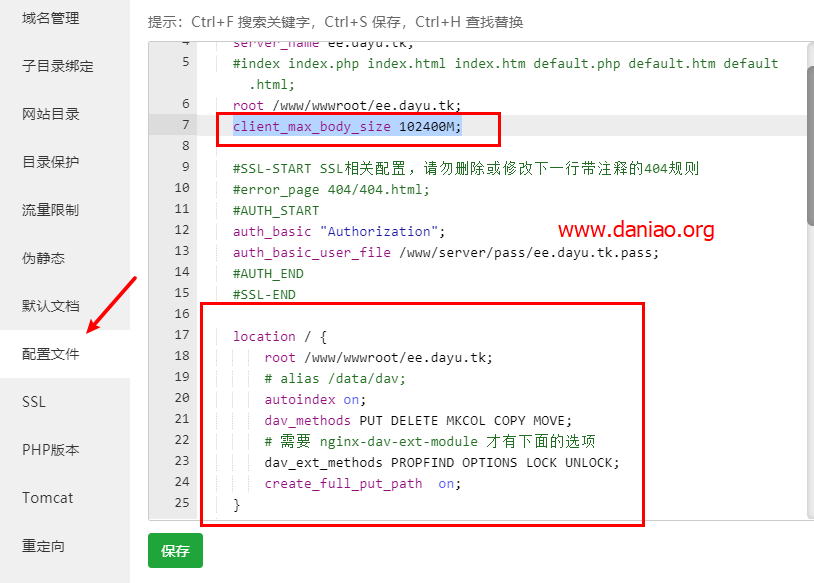 提示：Ctrl+F 搜索关键字，Ctrl+S 保存，Ctrl+H 查找替换
域名管理
子目录绑定
网站目录
目录保护
流量限制
伪静态
默认文档
配置文件
SSL
PHP版本
Tomcat
重定向
4 server_name ee.dayu.tk;
5 #index index.php index.html index.htm default.php default.htm default
.html;
6 root /www/wwwroot/ee.dayu.tk;
7 client_max_body_size 102400M;
8
9 #SSL-START SSL相关配置，请勿删除或修改下一行带注释的404规则
10 #error_page 404/404.html;
11 #AUTH_START
12 auth_basic "Authorization";
www.daniao.org
13 auth_basic_user_file /www/server/pass/ee.dayu.tk.pass;
14 #AUTH_END
15 #SSL-END
16
17 location / {
18 root /www/wwwroot/ee.dayu.tk;
19 # alias /data/dav;
20 autoindex on;
21 dav_methods PUT DELETE MKCOL COPY MOVE;
22 # 需要 nginx-dav-ext-module 才有下面的选项
23 dav_ext_methods PROPFIND OPTIONS LOCK UNLOCK;
24 create_full_put_path  on;
25 }
保存